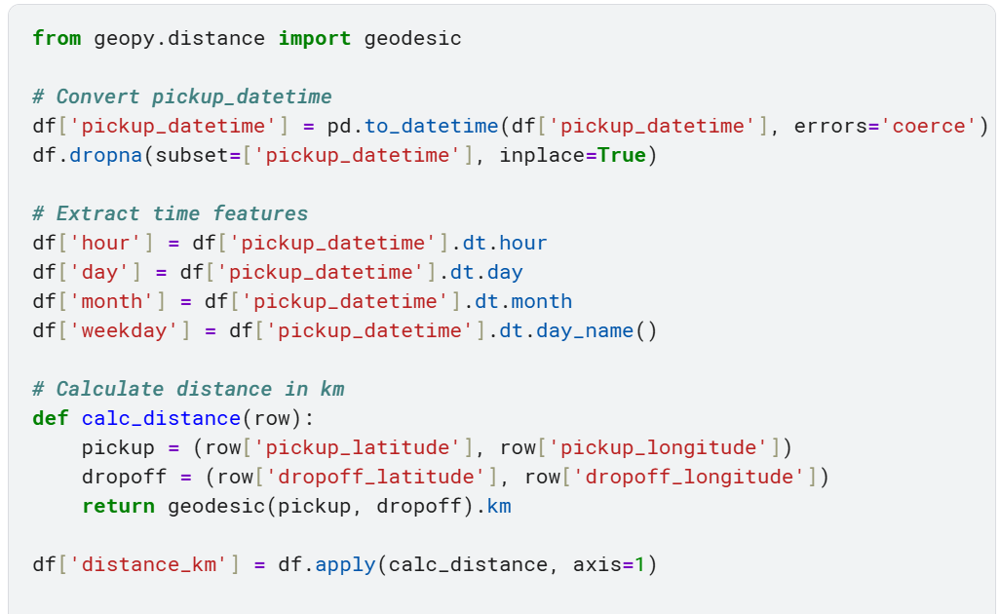 from geopy.distance import geodesic
# Convert pickup_datetime
df['pickup_datetime'] = pd.to_datetime(df['pickup_datetime'], errors='coerce')
df.dropna(subset=['pickup_datetime'], inplace=True)
# Extract time features
df['hour'] = df['pickup_datetime'].dt.hour
df['day'] = df['pickup_datetime'].dt.day
df['month'] = df['pickup_datetime'].dt.month
df['weekday'] = df['pickup_datetime'].dt.day_name()
# Calculate distance in km
def calc_distance(row):
    pickup = (row['pickup_latitude'], row['pickup_longitude'])
    dropoff = (row['dropoff_latitude'], row['dropoff_longitude'])
    return geodesic(pickup, dropoff).km
df['distance_km'] = df.apply(calc_distance, axis=1)